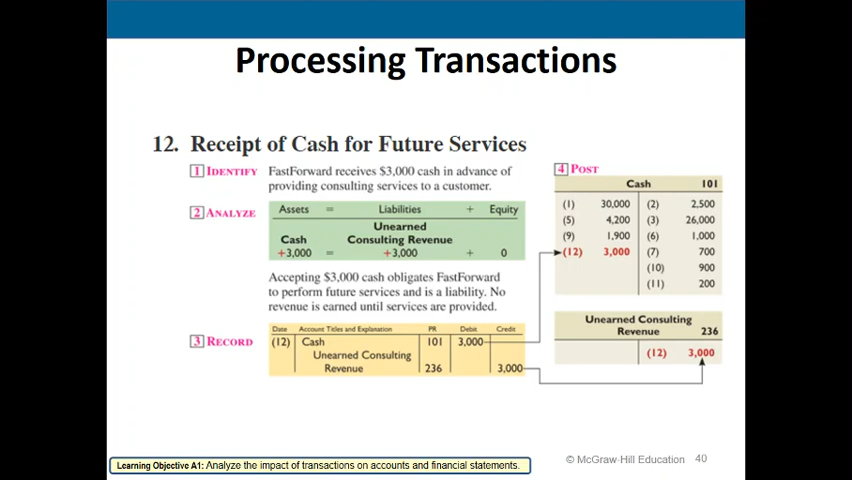 Processing Transactions
12. Receipt of Cash for Future Services
1 IDENTIFY
FastForward receives $3,000 cash in advance of
providing consulting services to a customer.
2 ANALYZE
Assets = Liabilities + Equity
Unearned
Cash Consulting Revenue
+3,000 = +3,000 + 0
Accepting $3,000 cash obligates FastForward
to perform future services and is a liability. No
revenue is earned until services are provided.
3 RECORD
Date Account Titles and Explanation PR Debit Credit
(12) Cash 101 3,000
Unearned Consulting
Revenue 236 3,000
4 POST
Cash 101
(1) 30,000 (2) 2,500
(5) 4,200 (3) 26,000
(9) 1,900 (6) 1,000
(12) 3,000 (7) 700
(10) 900
(11) 200
Unearned Consulting
Revenue 236
(12) 3,000
Learning Objective A1: Analyze the impact of transactions on accounts and financial statements.
© McGraw-Hill Education 40